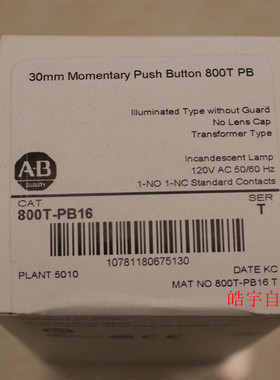 30mm Momentary Push Button 800T PB
Illuminated Type without Guard
No Lens Cap
Transformer Type
AB
QUALITY
Incandescent Lamp
120V AC 50/60 Hz
1-NO 1-NC Standard Contacts
CAT
SER
800T-PB16
T
10781180675130
PLANT 5010
DATE KC
MAT NO 800T-PB16 T
皓宇自